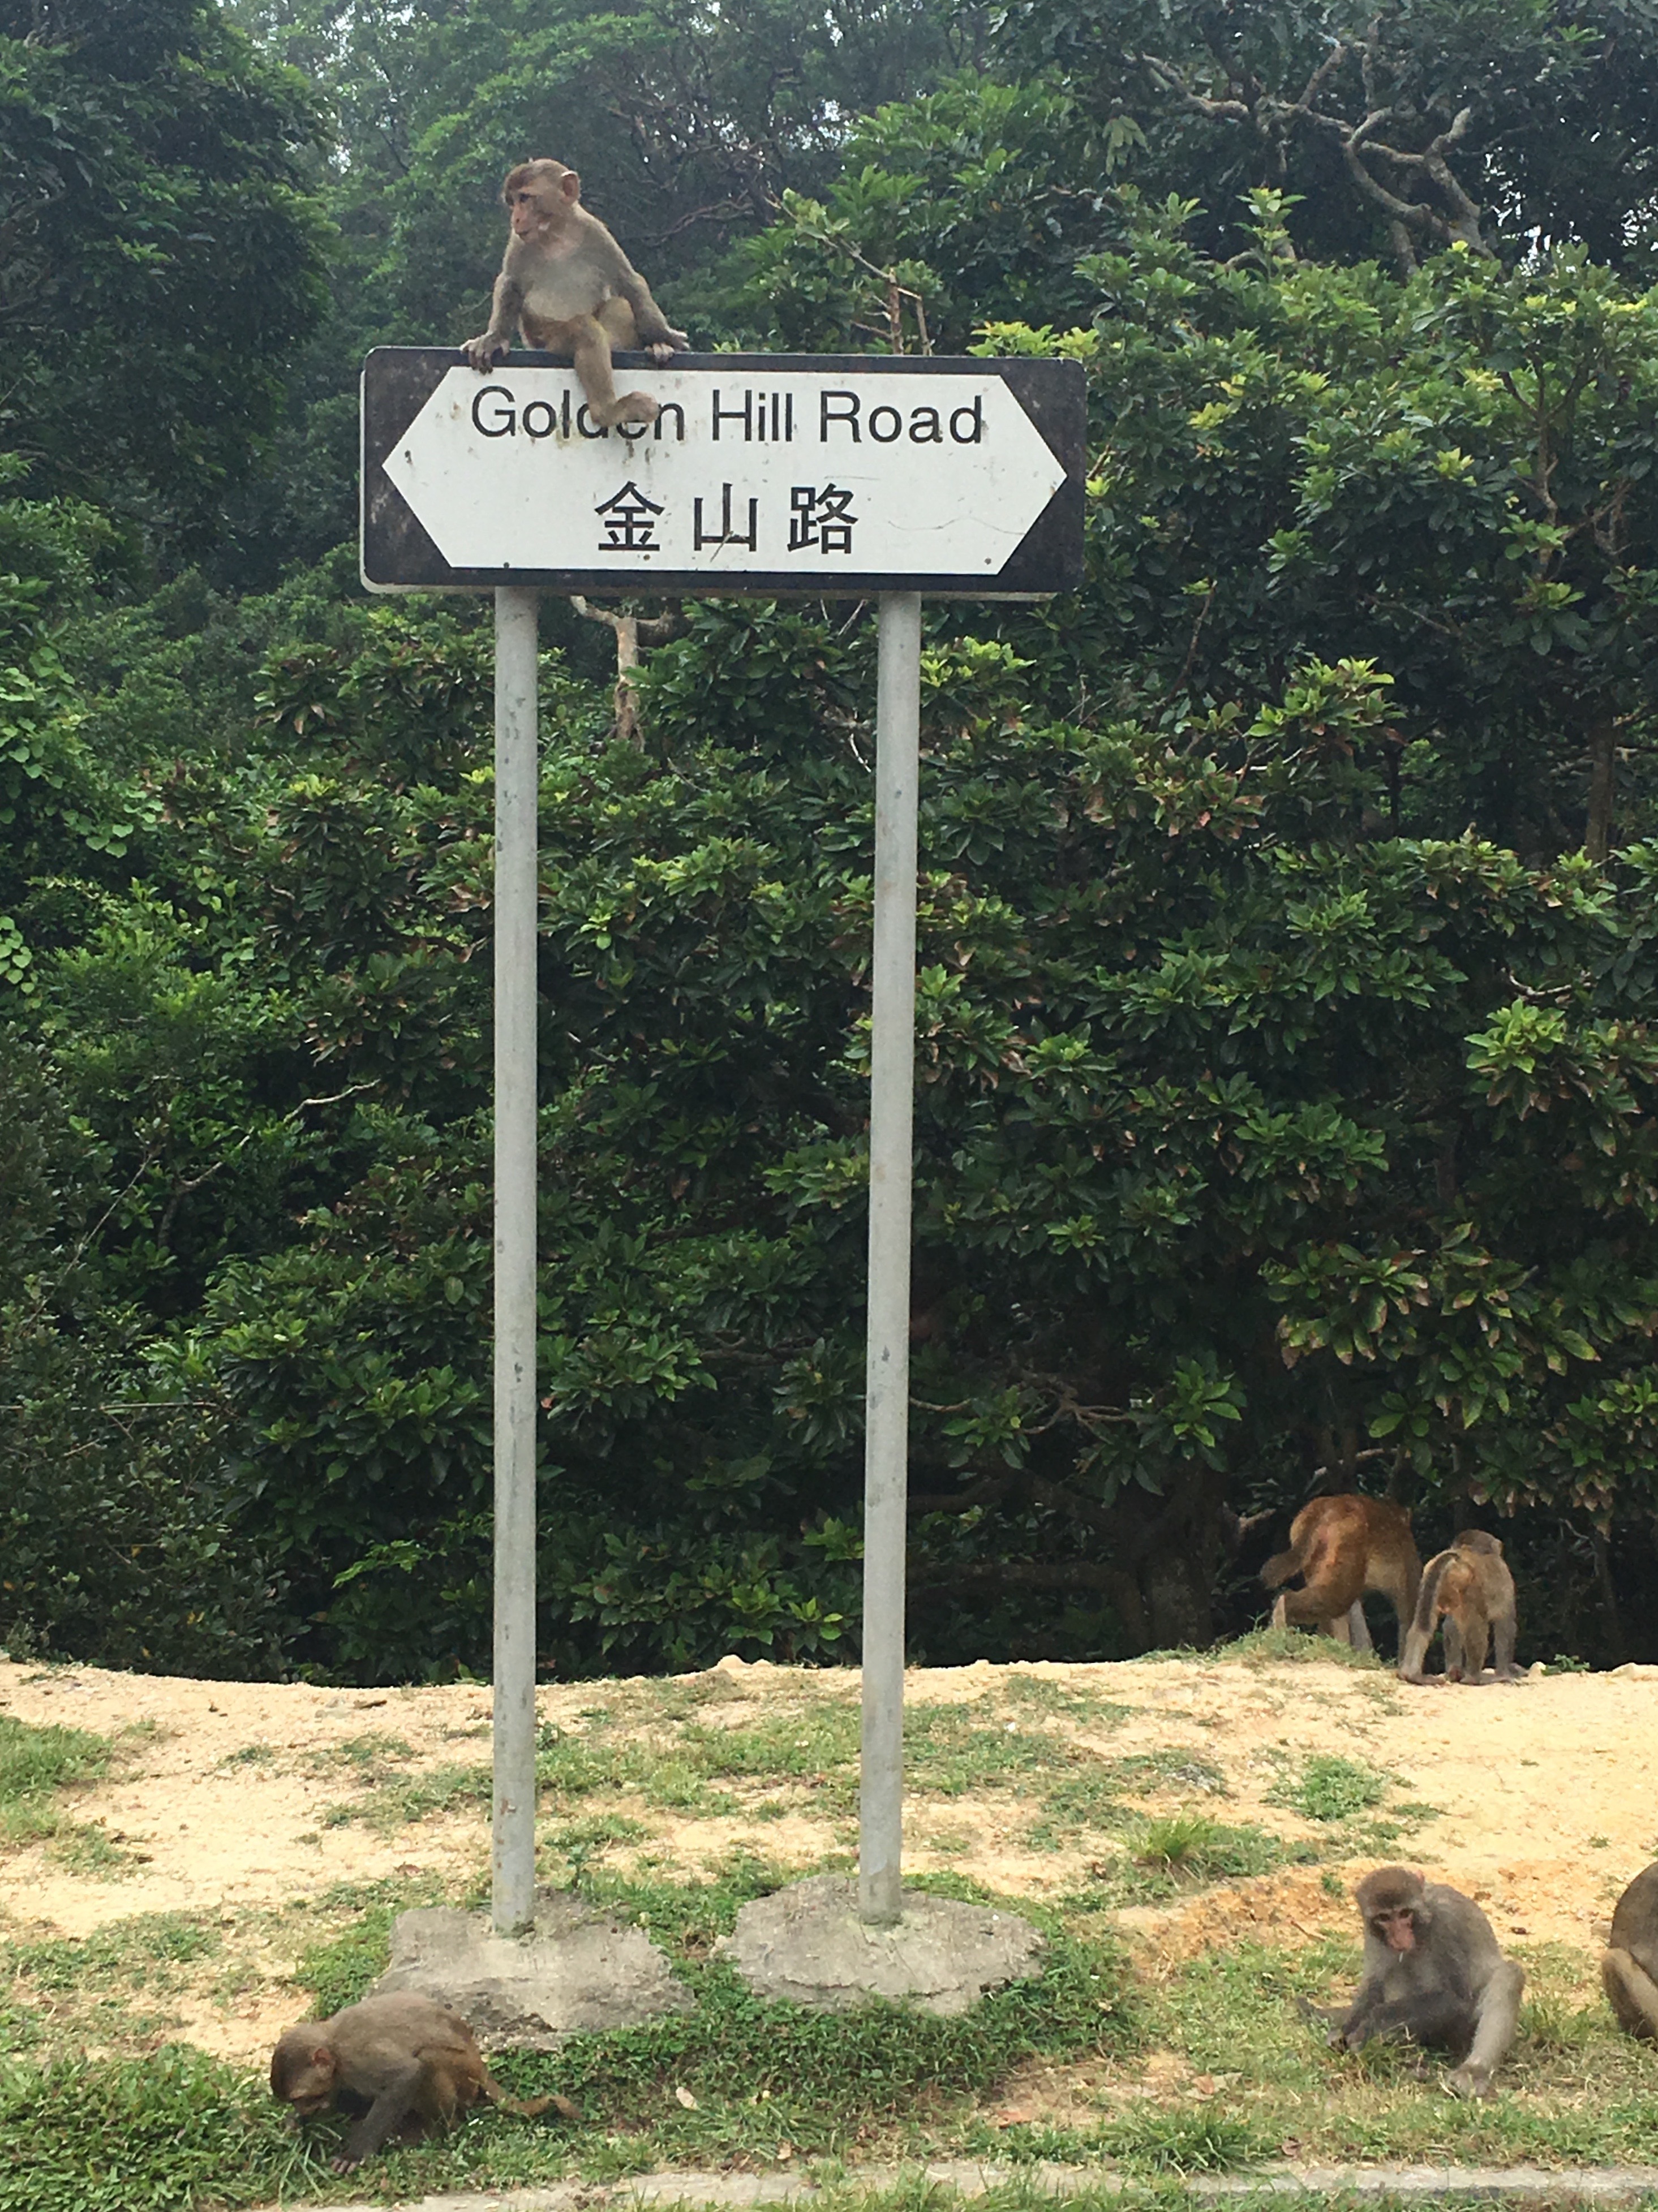 Golden Hill Road
金山路